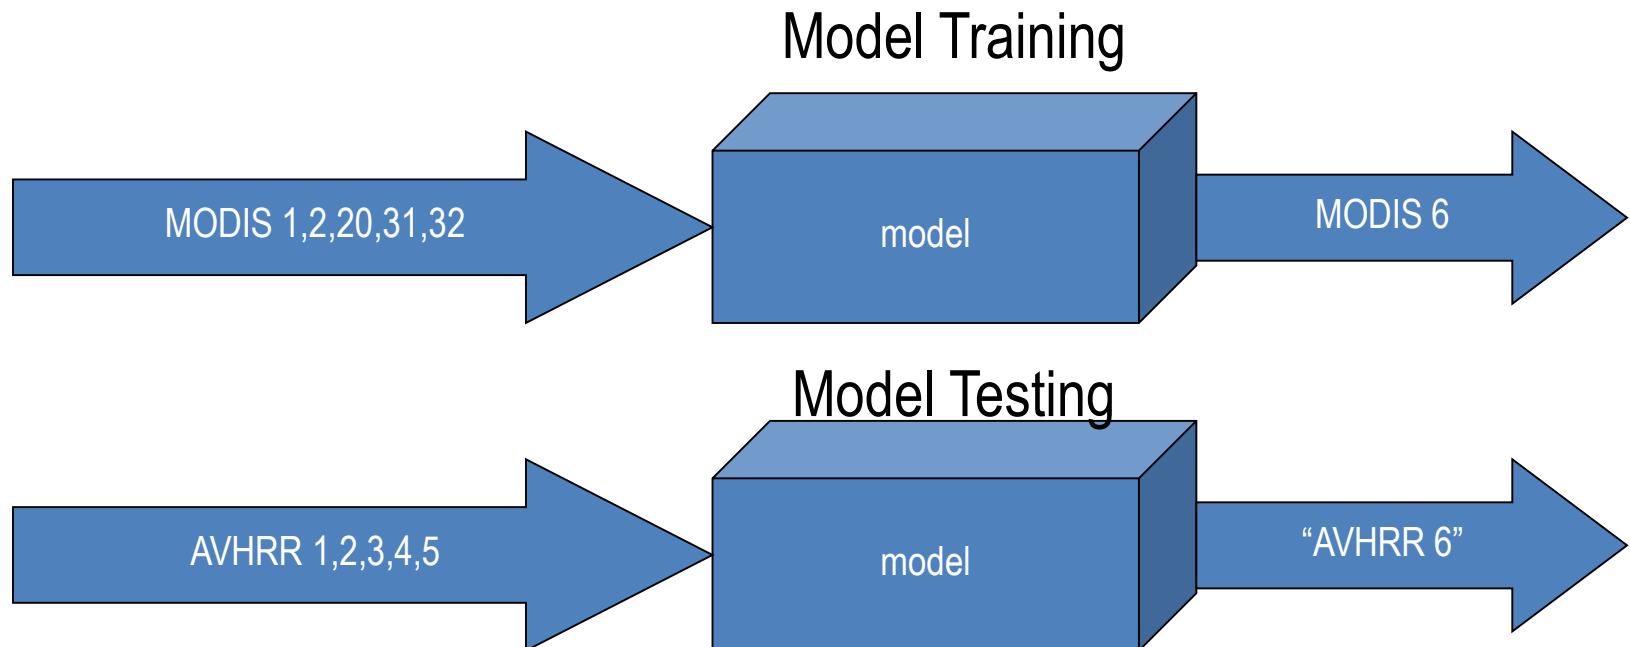 Model Training
MODIS 1,2,20,31,32
model
MODIS 6
Model Testing
AVHRR 1,2,3,4,5
model
“AVHRR 6”